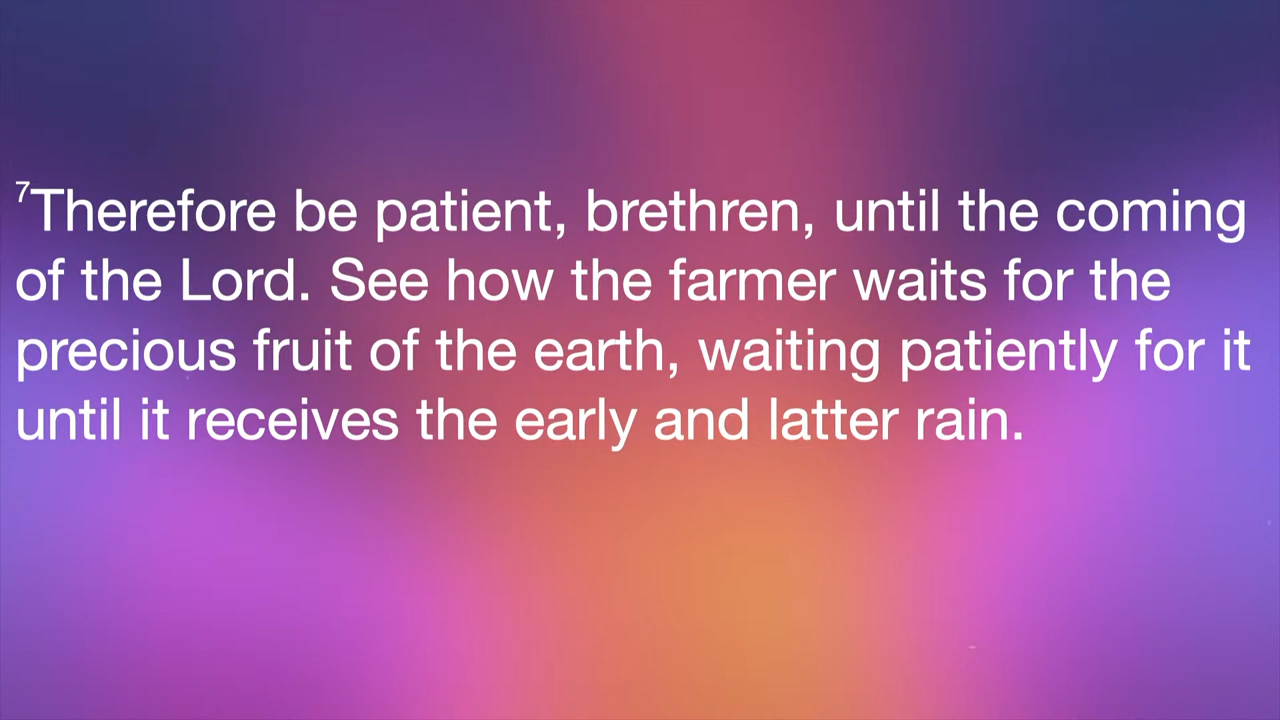 7Therefore be patient, brethren, until the coming
of the Lord. See how the farmer waits for the
precious fruit of the earth, waiting patiently for it
until it receives the early and latter rain.